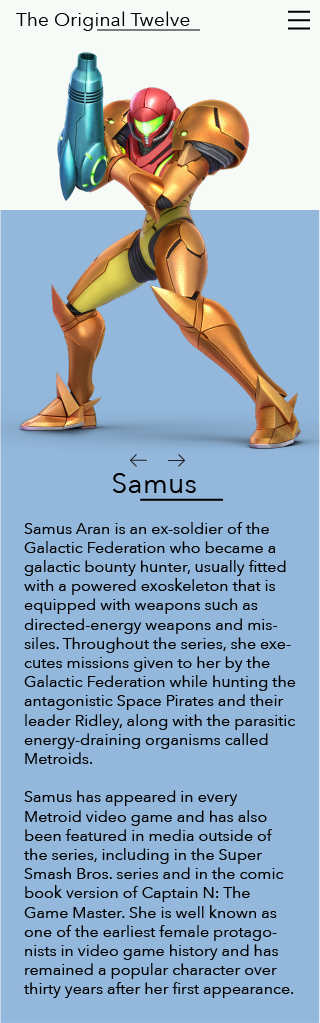 The Original Twelve
Samus
Samus Aran is an ex-soldier of the
Galactic Federation who became a
galactic bounty hunter, usually fitted
with a powered exoskeleton that is
equipped with weapons such as
directed-energy weapons and mis-
siles. Throughout the series, she exe-
cutes missions given to her by the
Galactic Federation while hunting the
antagonistic Space Pirates and their
leader Ridley, along with the parasitic
energy-draining organisms called
Metroids.
Samus has appeared in every
Metroid video game and has also
been featured in media outside of
the series, including in the Super
Smash Bros. series and in the comic
book version of Captain N: The
Game Master. She is well known as
one of the earliest female protago-
nists in video game history and has
remained a popular character over
thirty years after her first appearance.